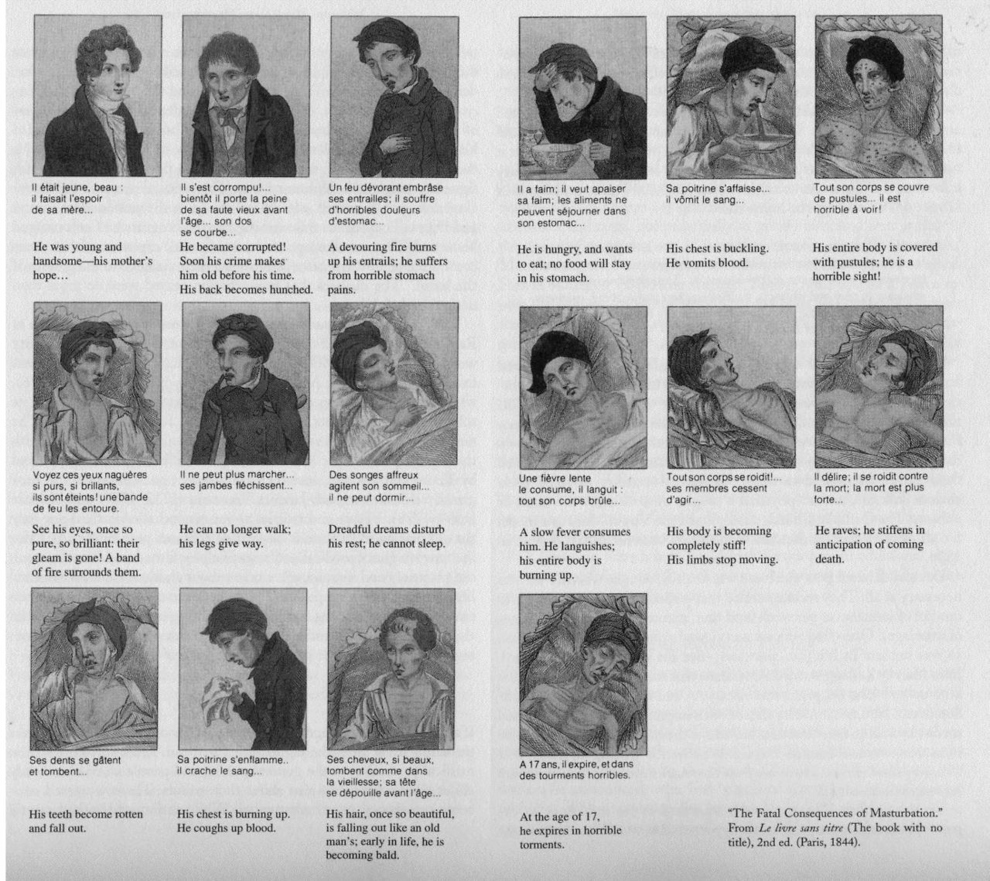 Il était jeune, beau :
il faisait l'espoir
de sa mère...
He was young and
handsome—his mother's
hope…
Il s'est corrompu!...
bientôt il porte la peine
de sa faute vieux avant
l'âge... son dos
se courbe...
He became corrupted!
Soon his crime makes
him old before his time.
His back becomes hunched.
Un feu dévorant embrâse
ses entrailles; il souffre
d'horribles douleurs
d'estomac...
A devouring fire burns
up his entrails; he suffers
from horrible stomach
pains.
Voyez ces yeux naguères
si purs, si brillants,
ils sont éteints! une bande
de feu les entoure.
See his eyes, once so
pure, so brilliant: their
gleam is gone! A band
of fire surrounds them.
Il ne peut plus marcher...
ses jambes fléchissent...
He can no longer walk;
his legs give way.
Des songes affreux
agitent son sommeil...
il ne peut dormir...
Dreadful dreams disturb
his rest; he cannot sleep.
Ses dents se gâtent
et tombent...
His teeth become rotten
and fall out.
Sa poitrine s'enflamme..
il crache le sang...
His chest is burning up.
He coughs up blood.
Ses cheveux, si beaux,
tombent comme dans
la vieillesse; sa tête
se dépouille avant l'âge...
His hair, once so beautiful,
is falling out like an old
man's; early in life, he is
becoming bald.
Il a faim; il veut apaiser
sa faim; les aliments ne
peuvent séjourner dans
son estomac...
He is hungry, and wants
to eat; no food will stay
in his stomach.
Sa poitrine s'affaisse...
il vômit le sang...
His chest is buckling.
He vomits blood.
Tout son corps se couvre
de pustules... il est
horrible à voir!
His entire body is covered
with pustules; he is a
horrible sight!
Une fièvre lente
le consume, il languit :
tout son corps brûle...
A slow fever consumes
him. He languishes;
his entire body is
burning up.
Tout son corps se roidit!...
ses membres cessent
d'agir...
His body is becoming
completely stiff!
His limbs stop moving.
Il délire; il se roidit contre
la mort; la mort est plus
forte...
He raves; he stiffens in
anticipation of coming
death.
A 17 ans, il expire, et dans
des tourments horribles.
At the age of 17,
he expires in horrible
torments.
"The Fatal Consequences of Masturbation."
From Le livre sans titre (The book with no
title), 2nd ed. (Paris, 1844).